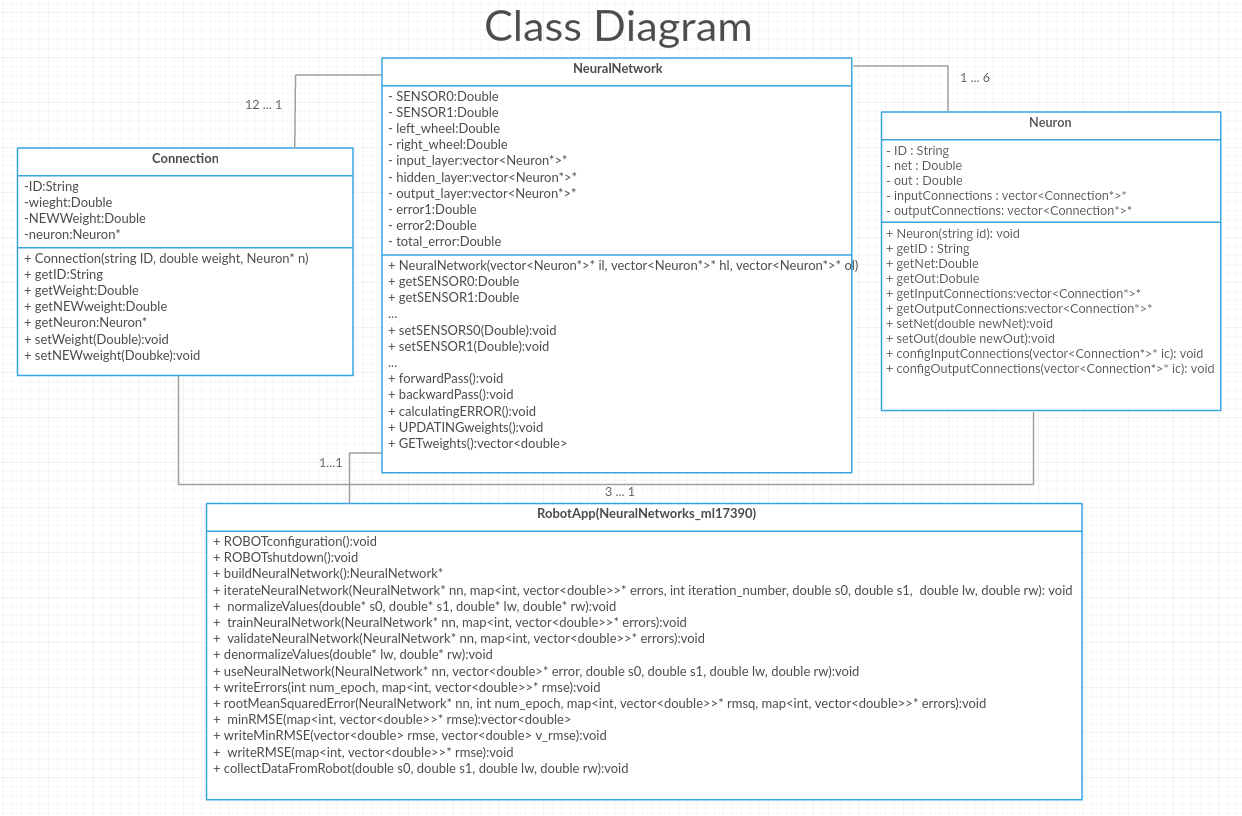 Class Diagram
NeuralNetwork
- SENSOR0:Double
- SENSOR1:Double
- left_wheel:Double
- right_wheel:Double
- input_layer:vector<Neuron*>*
- hidden_layer:vector<Neuron*>*
- output_layer:vector<Neuron*>*
- error1:Double
- error2:Double
- total_error:Double
+ NeuralNetwork(vector<Neuron*>* il, vector<Neuron*>* hl, vector<Neuron*>* ol)
+ getSENSOR0:Double
+ getSENSOR1:Double
...
+ setSENSORS0(Double):void
+ setSENSOR1(Double):void
...
+ forwardPass():void
+ backwardPass():void
+ calculatingERROR():void
+ UPDATINGweights():void
+ GETweights():vector<double>
12 ... 1
1 ... 6
Connection
-ID:String
-wieght:Double
-NEWWeight:Double
-neuron:Neuron*
+ Connection(string ID, double weight, Neuron* n)
+ getID:String
+ getWeight:Double
+ getNEWweight:Double
+ getNeuron:Neuron*
+ setWeight(Double):void
+ setNEWweight(Doubke):void
Neuron
- ID : String
- net : Double
- out : Double
- inputConnections : vector<Connection*>*
- outputConnections: vector<Connection*>*
+ Neuron(string id): void
+ getID : String
+ getNet:Double
+ getOut:Dobule
+ getInputConnections:vector<Connection*>*
+ getOutputConnections:vector<Connection*>*
+ setNet(double newNet):void
+ setOut(double newOut):void
+ configInputConnections(vector<Connection*>* ic): void
+ configOutputConnections(vector<Connection*>* ic): void
1...1
3 ... 1
RobotApp(NeuralNetworks_ml17390)
+ ROBOTconfiguration():void
+ ROBOTshutdown():void
+ buildNeuralNetwork():NeuralNetwork*
+ iterateNeuralNetwork(NeuralNetwork* nn, map<int, vector<double>>* errors, int iteration_number, double s0, double s1,  double lw, double rw): void
+  normalizeValues(double* s0, double* s1, double* lw, double* rw):void
+  trainNeuralNetwork(NeuralNetwork* nn, map<int, vector<double>>* errors):void
+  validateNeuralNetwork(NeuralNetwork* nn, map<int, vector<double>>* errors):void
+ denormalizeValues(double* lw, double* rw):void
+ useNeuralNetwork(NeuralNetwork* nn, vector<double>* error, double s0, double s1, double lw, double rw):void
+ writeErrors(int num_epoch, map<int, vector<double>>* rmse):void
+ rootMeanSquaredError(NeuralNetwork* nn, int num_epoch, map<int, vector<double>>* rmsq, map<int, vector<double>>* errors):void
+  minRMSE(map<int, vector<double>>* rmse):vector<double>
+ writeMinRMSE(vector<double> rmse, vector<double> v_rmse):void
+  writeRMSE(map<int, vector<double>>* rmse):void
+ collectDataFromRobot(double s0, double s1, double lw, double rw):void